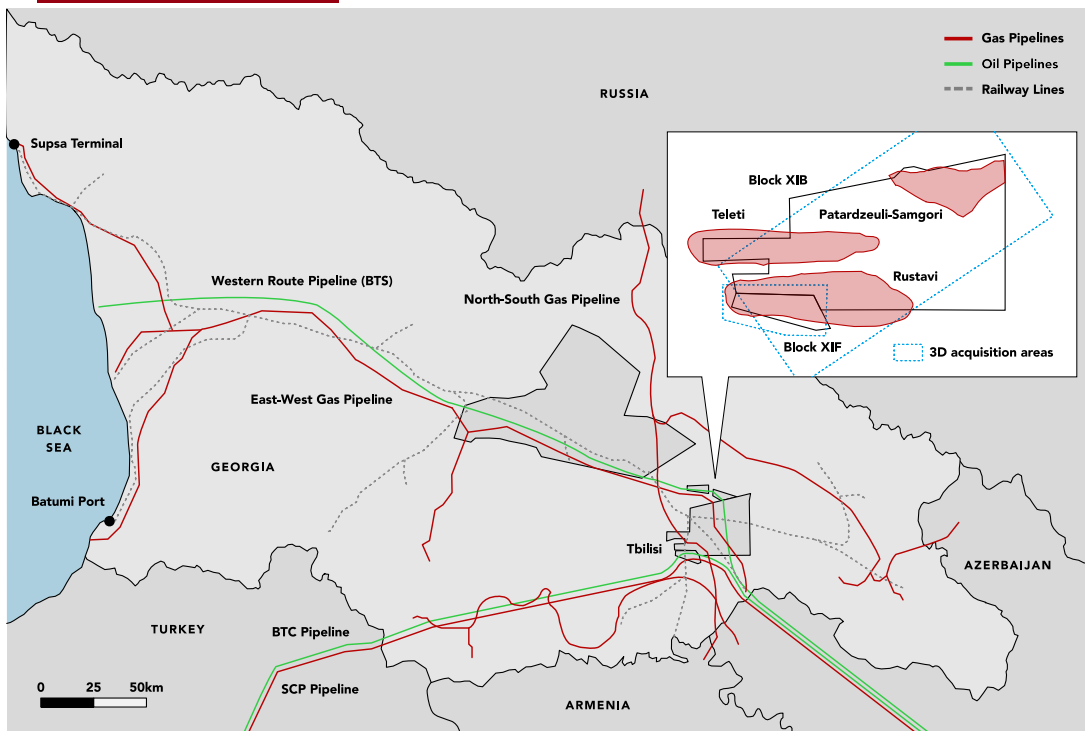 Gas Pipelines
Oil Pipelines
Railway Lines
RUSSIA
Supsa Terminal
Block XIB
Teleti
Patardzeuli-Samgori
Rustavi
Block XIF
3D acquisition areas
Western Route Pipeline (BTS)
North-South Gas Pipeline
East-West Gas Pipeline
BLACK
SEA
GEORGIA
Batumi Port
Tbilisi
AZERBAIJAN
TURKEY
BTC Pipeline
SCP Pipeline
ARMENIA
0 25 50km